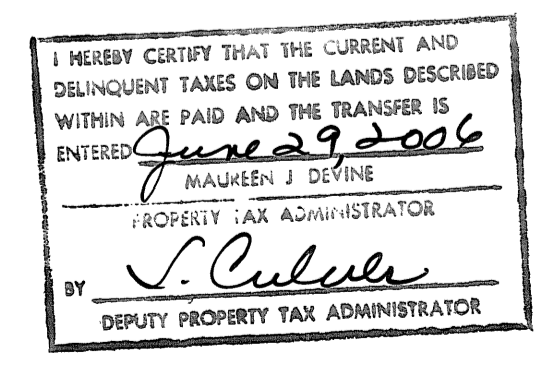 I HEREBY CERTIFY THAT THE CURRENT AND
DELINQUENT TAXES ON THE LANDS DESCRIBED
WITHIN ARE PAID AND THE TRANSFER IS
ENTERED June 29, 2006
MAUREEN J DEVINE
PROPERTY TAX ADMINISTRATOR
BY
DEPUTY PROPERTY TAX ADMINISTRATOR